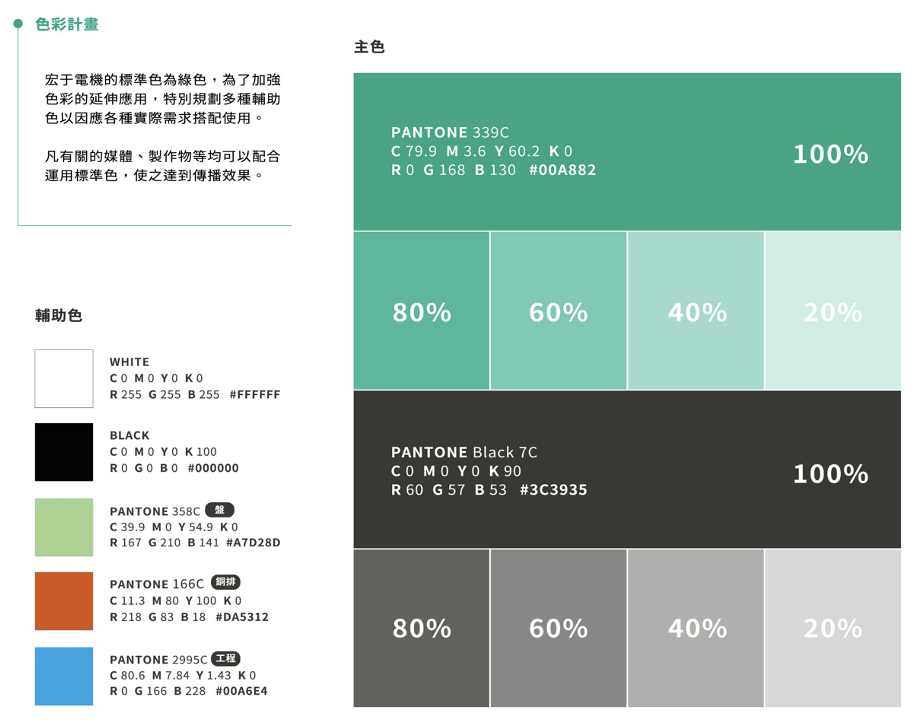 色彩計畫
宏于電機的標準色為綠色，為了加強
色彩的延伸應用，特別規劃多種輔助
色以因應各種實際需求搭配使用。
凡有關的媒體、製作物等均可以配合
運用標準色，使之達到傳播效果。
輔助色
WHITE
C 0 M 0 Y 0 K 0
R 255 G 255 B 255 #FFFFFF
BLACK
C 0 M 0 Y 0 K 100
R 0 G 0 B 0 #000000
PANTONE 358C 盤
C 39.9 M 0 Y 54.9 K 0
R 167 G 210 B 141 #A7D28D
PANTONE 166C 銅排
C 11.3 M 80 Y 100 K 0
R 218 G 83 B 18 #DA5312
PANTONE 2995C 工程
C 80.6 M 7.84 Y 1.43 K 0
R 0 G 166 B 228 #00A6E4
主色
PANTONE 339C
C 79.9 M 3.6 Y 60.2 K 0
R 0 G 168 B 130 #00A882
100%
80%
60%
40%
20%
PANTONE Black 7C
C 0 M 0 Y 0 K 90
R 60 G 57 B 53 #3C3935
100%
80%
60%
40%
20%